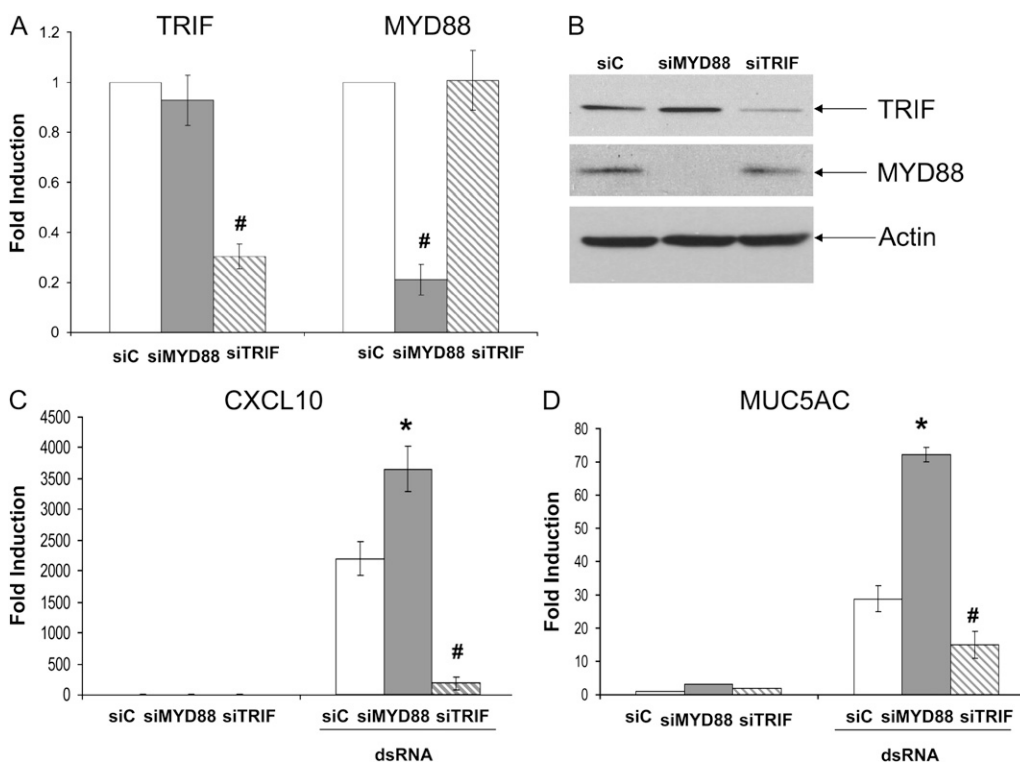 A
TRIF
MYD88
Fold Induction
1.2
1
0.8
0.6
0.4
0.2
0
#
#
siC siMYD88 siTRIF
siC siMYD88 siTRIF
B
siC siMYD88 siTRIF
TRIF
MYD88
Actin
C
CXCL10
Fold Induction
4500
4000
3500
3000
2500
2000
1500
1000
500
0
*
#
siC siMYD88 siTRIF
siC siMYD88 siTRIF
dsRNA
D
MUC5AC
Fold Induction
80
70
60
50
40
30
20
10
0
*
#
siC siMYD88 siTRIF
siC siMYD88 siTRIF
dsRNA